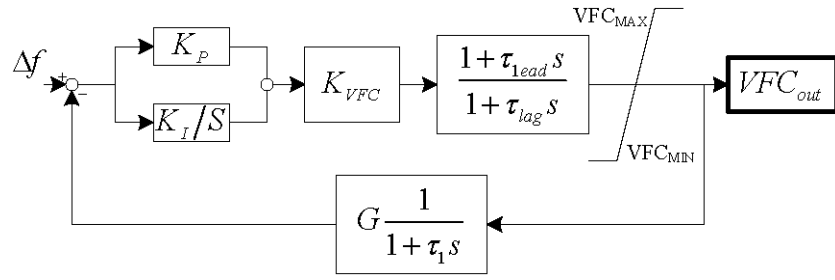 Δf
+
−
K_P
K_I/S
K_VFC
1+τ_1ead s
1+τ_lag s
VFC_MAX
VFC_MIN
VFC_out
G 1
1+τ_1 s